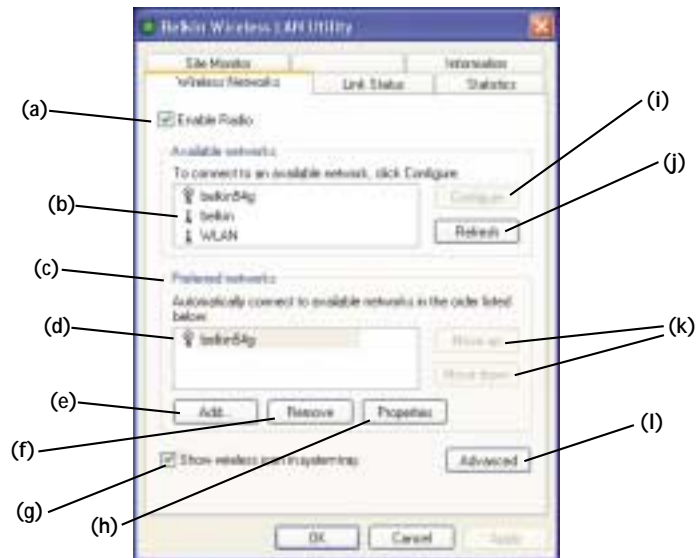 Belkin Wireless LAN Utility
Site Monitor Information
Wireless Networks Link Status Statistics
(a) Enable Radio
(i)
Available networks
(j)
To connect to an available network, click Configure
belkin54g Configure
(b) belkin
WLAN Refresh
(c) Preferred networks
Automatically connect to available networks in the order listed
below
(d) belkin54g Move up (k)
Move down
(e) Add... Remove Properties
(f)
(l)
Show wireless icon in system tray Advanced
(g)
(h)
OK Cancel Apply